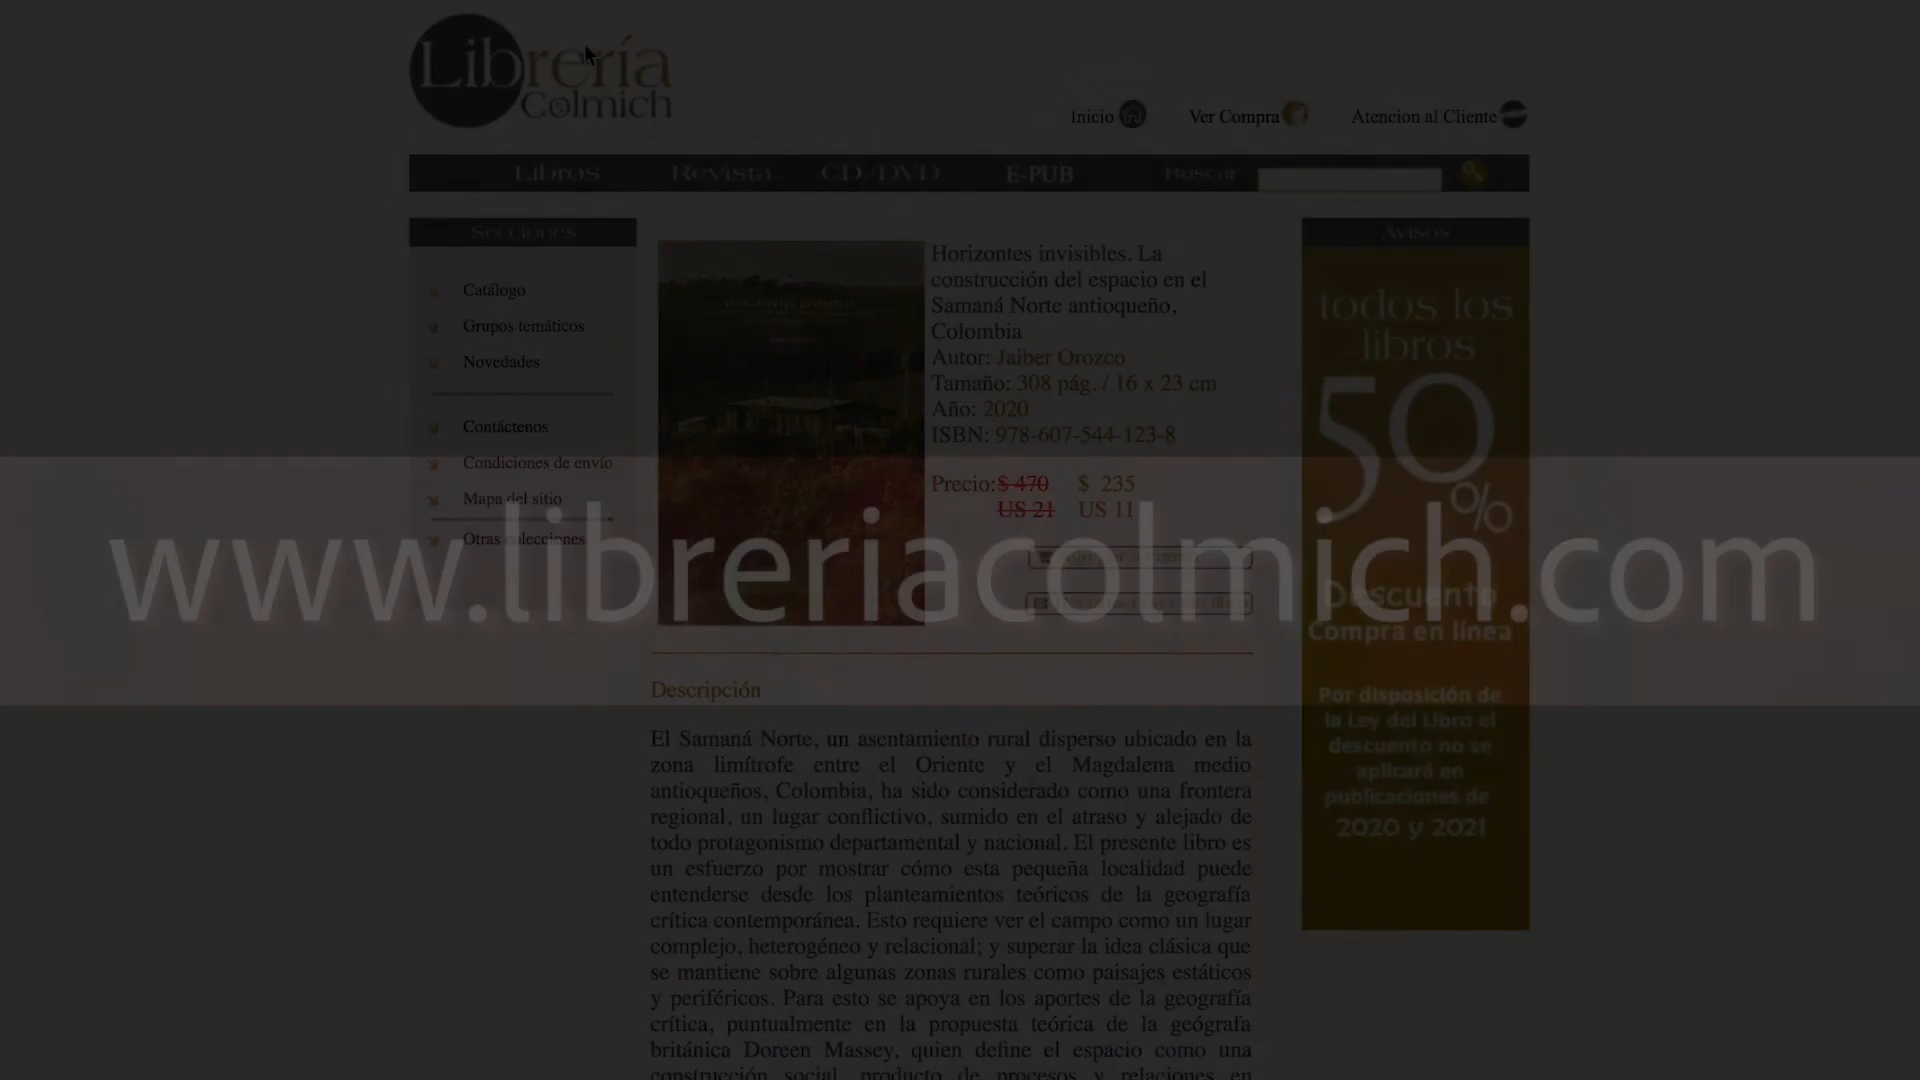 Librería
Colmich
Inicio
Ver Compra
Atencion al Cliente
Libros
Revista
CD/DVD
E-PUB
Buscar
Secciones
Catálogo
Grupos temáticos
Novedades
Contáctenos
Condiciones de envío
Mapa del sitio
Otras colecciones
HORIZONTES INVISIBLES
Horizontes invisibles. La
construcción del espacio en el
Samaná Norte antioqueño,
Colombia
Autor: Jaiber Orozco
Tamaño: 308 pág. / 16 x 23 cm
Año: 2020
ISBN: 978-607-544-123-8
Precio: $ 470 $ 235
US 21 US 11
Avisos
todos los
libros
50
%
Descuento
Compra en línea
Por disposición de
la Ley del Libro el
descuento no se
aplicará en
publicaciones de
2020 y 2021
www.libreriacolmich.com
Descripción
El Samaná Norte, un asentamiento rural disperso ubicado en la
zona limítrofe entre el Oriente y el Magdalena medio
antioqueños, Colombia, ha sido considerado como una frontera
regional, un lugar conflictivo, sumido en el atraso y alejado de
todo protagonismo departamental y nacional. El presente libro es
un esfuerzo por mostrar cómo esta pequeña localidad puede
entenderse desde los planteamientos teóricos de la geografía
crítica contemporánea. Esto requiere ver el campo como un lugar
complejo, heterogéneo y relacional; y superar la idea clásica que
se mantiene sobre algunas zonas rurales como paisajes estáticos
y periféricos. Para esto se apoya en los aportes de la geografía
crítica, puntualmente en la propuesta teórica de la geógrafa
británica Doreen Massey, quien define el espacio como una
construcción social, producto de procesos y relaciones en